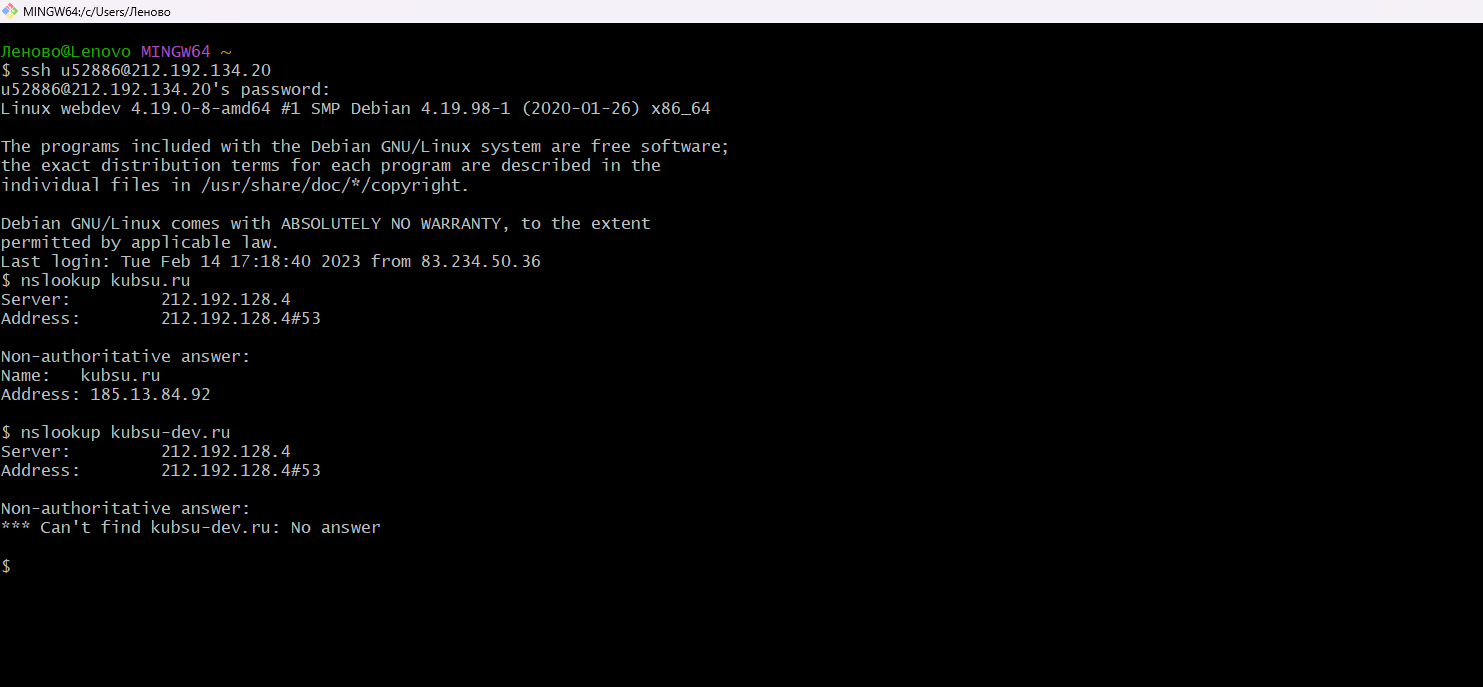 MINGW64:/c/Users/Леново
Леново@Lenovo MINGW64 ~
$ ssh u52886@212.192.134.20
u52886@212.192.134.20's password:
Linux webdev 4.19.0-8-amd64 #1 SMP Debian 4.19.98-1 (2020-01-26) x86_64
The programs included with the Debian GNU/Linux system are free software;
the exact distribution terms for each program are described in the
individual files in /usr/share/doc/*/copyright.
Debian GNU/Linux comes with ABSOLUTELY NO WARRANTY, to the extent
permitted by applicable law.
Last login: Tue Feb 14 17:18:40 2023 from 83.234.50.36
$ nslookup kubsu.ru
Server:         212.192.128.4
Address:        212.192.128.4#53
Non-authoritative answer:
Name:   kubsu.ru
Address: 185.13.84.92
$ nslookup kubsu-dev.ru
Server:         212.192.128.4
Address:        212.192.128.4#53
Non-authoritative answer:
*** Can't find kubsu-dev.ru: No answer
$